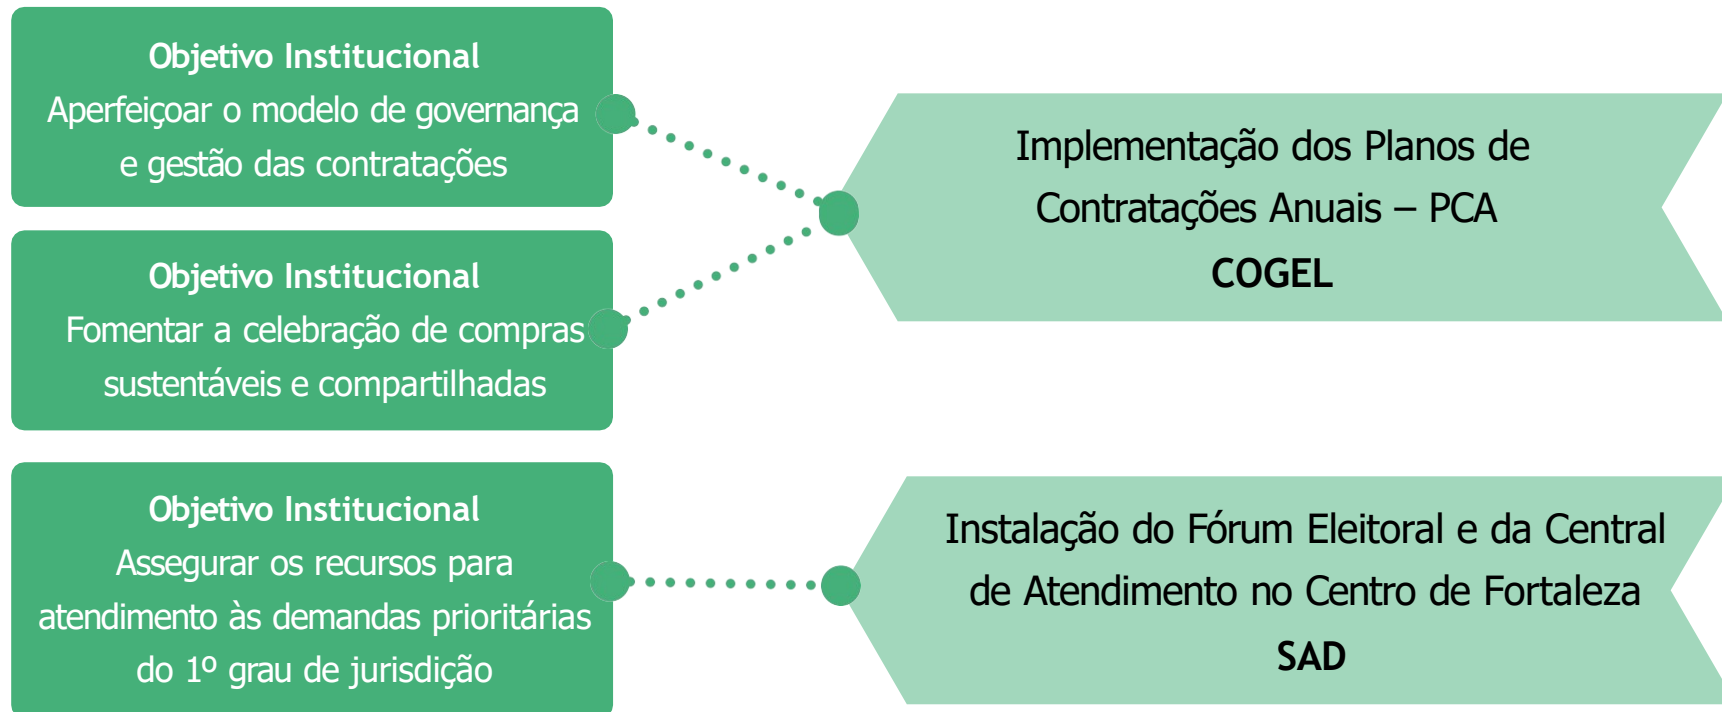 Objetivo Institucional
Aperfeiçoar o modelo de governança
e gestão das contratações
Objetivo Institucional
Fomentar a celebração de compras
sustentáveis e compartilhadas
Implementação dos Planos de
Contratações Anuais – PCA
COGEL
Objetivo Institucional
Assegurar os recursos para
atendimento às demandas prioritárias
do 1º grau de jurisdição
Instalação do Fórum Eleitoral e da Central
de Atendimento no Centro de Fortaleza
SAD